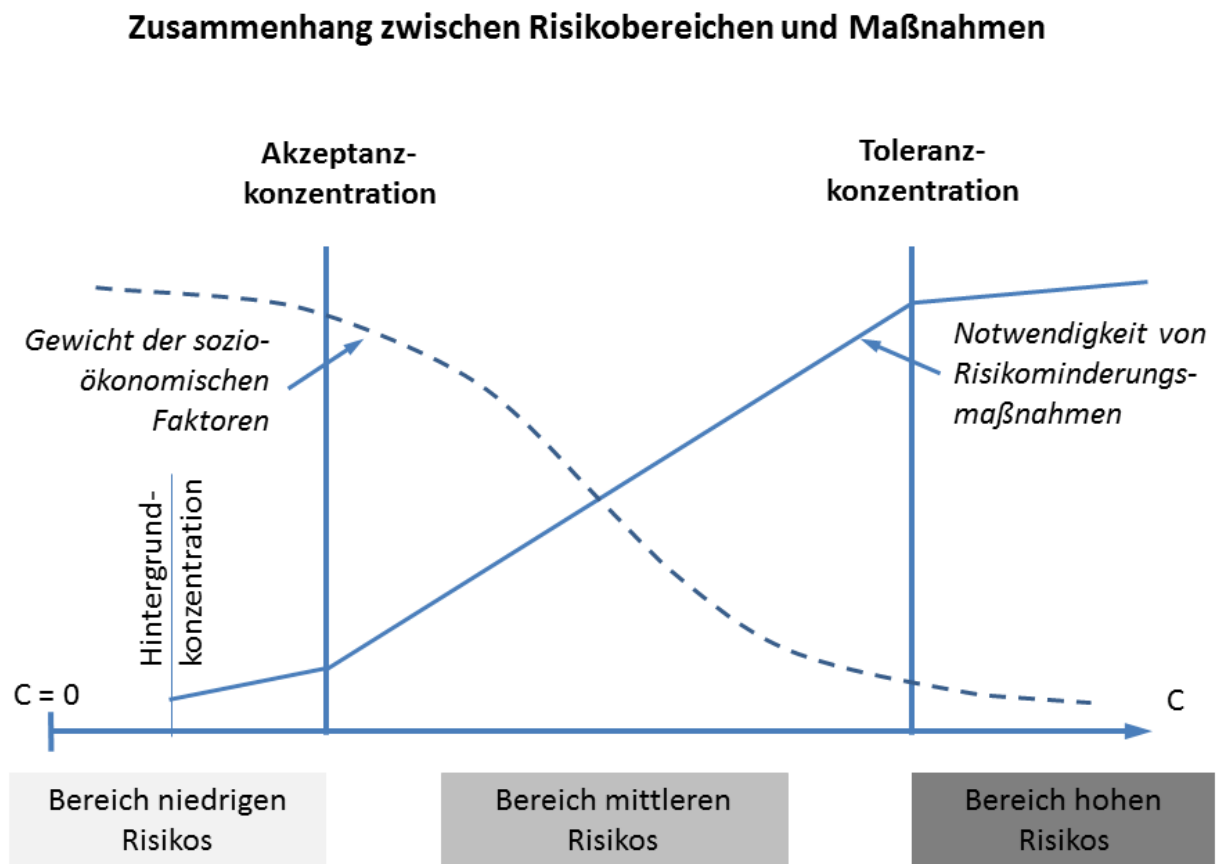 Zusammenhang zwischen Risikobereichen und Maßnahmen
Akzeptanz-
konzentration
Toleranz-
konzentration
Gewicht der sozio-
ökonomischen
Faktoren
Notwendigkeit von
Risikominderungs-
maßnahmen
Hintergrund-
konzentration
C = 0
C
Bereich niedrigen
Risikos
Bereich mittleren
Risikos
Bereich hohen
Risikos